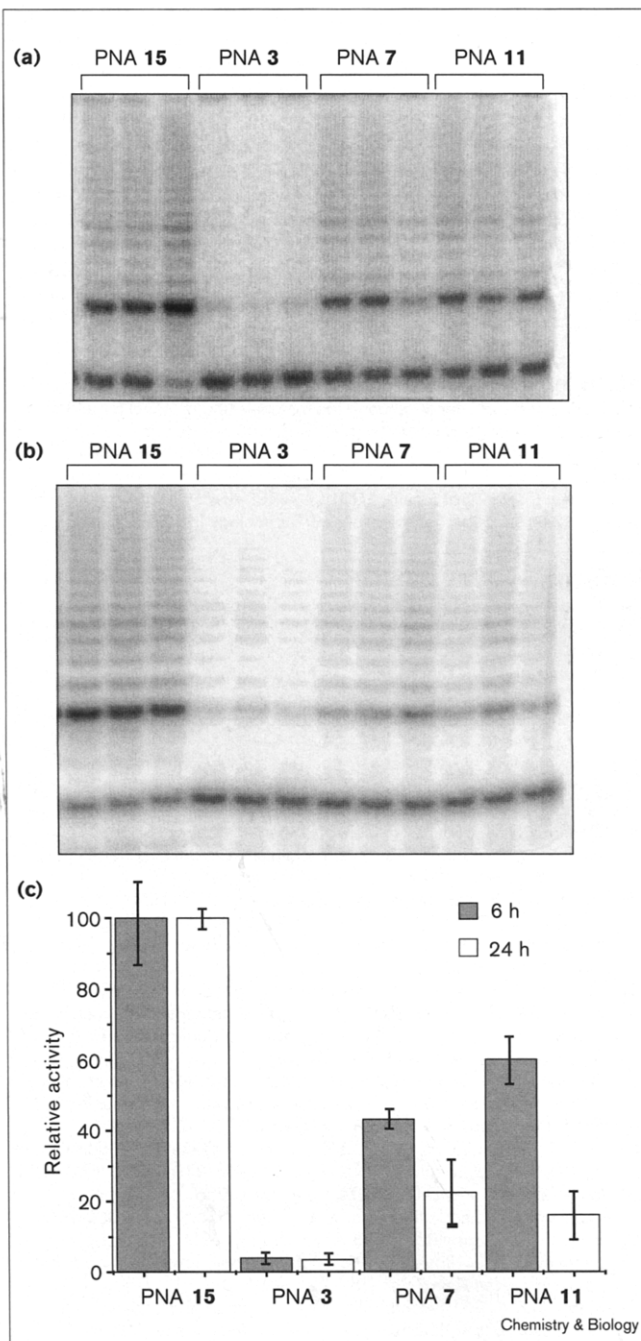 (a)
PNA 15 PNA 3 PNA 7 PNA 11
(b)
PNA 15 PNA 3 PNA 7 PNA 11
(c)
6 h
24 h
100
80
60
40
20
0
Relative activity
PNA 15 PNA 3 PNA 7 PNA 11
Chemistry & Biology